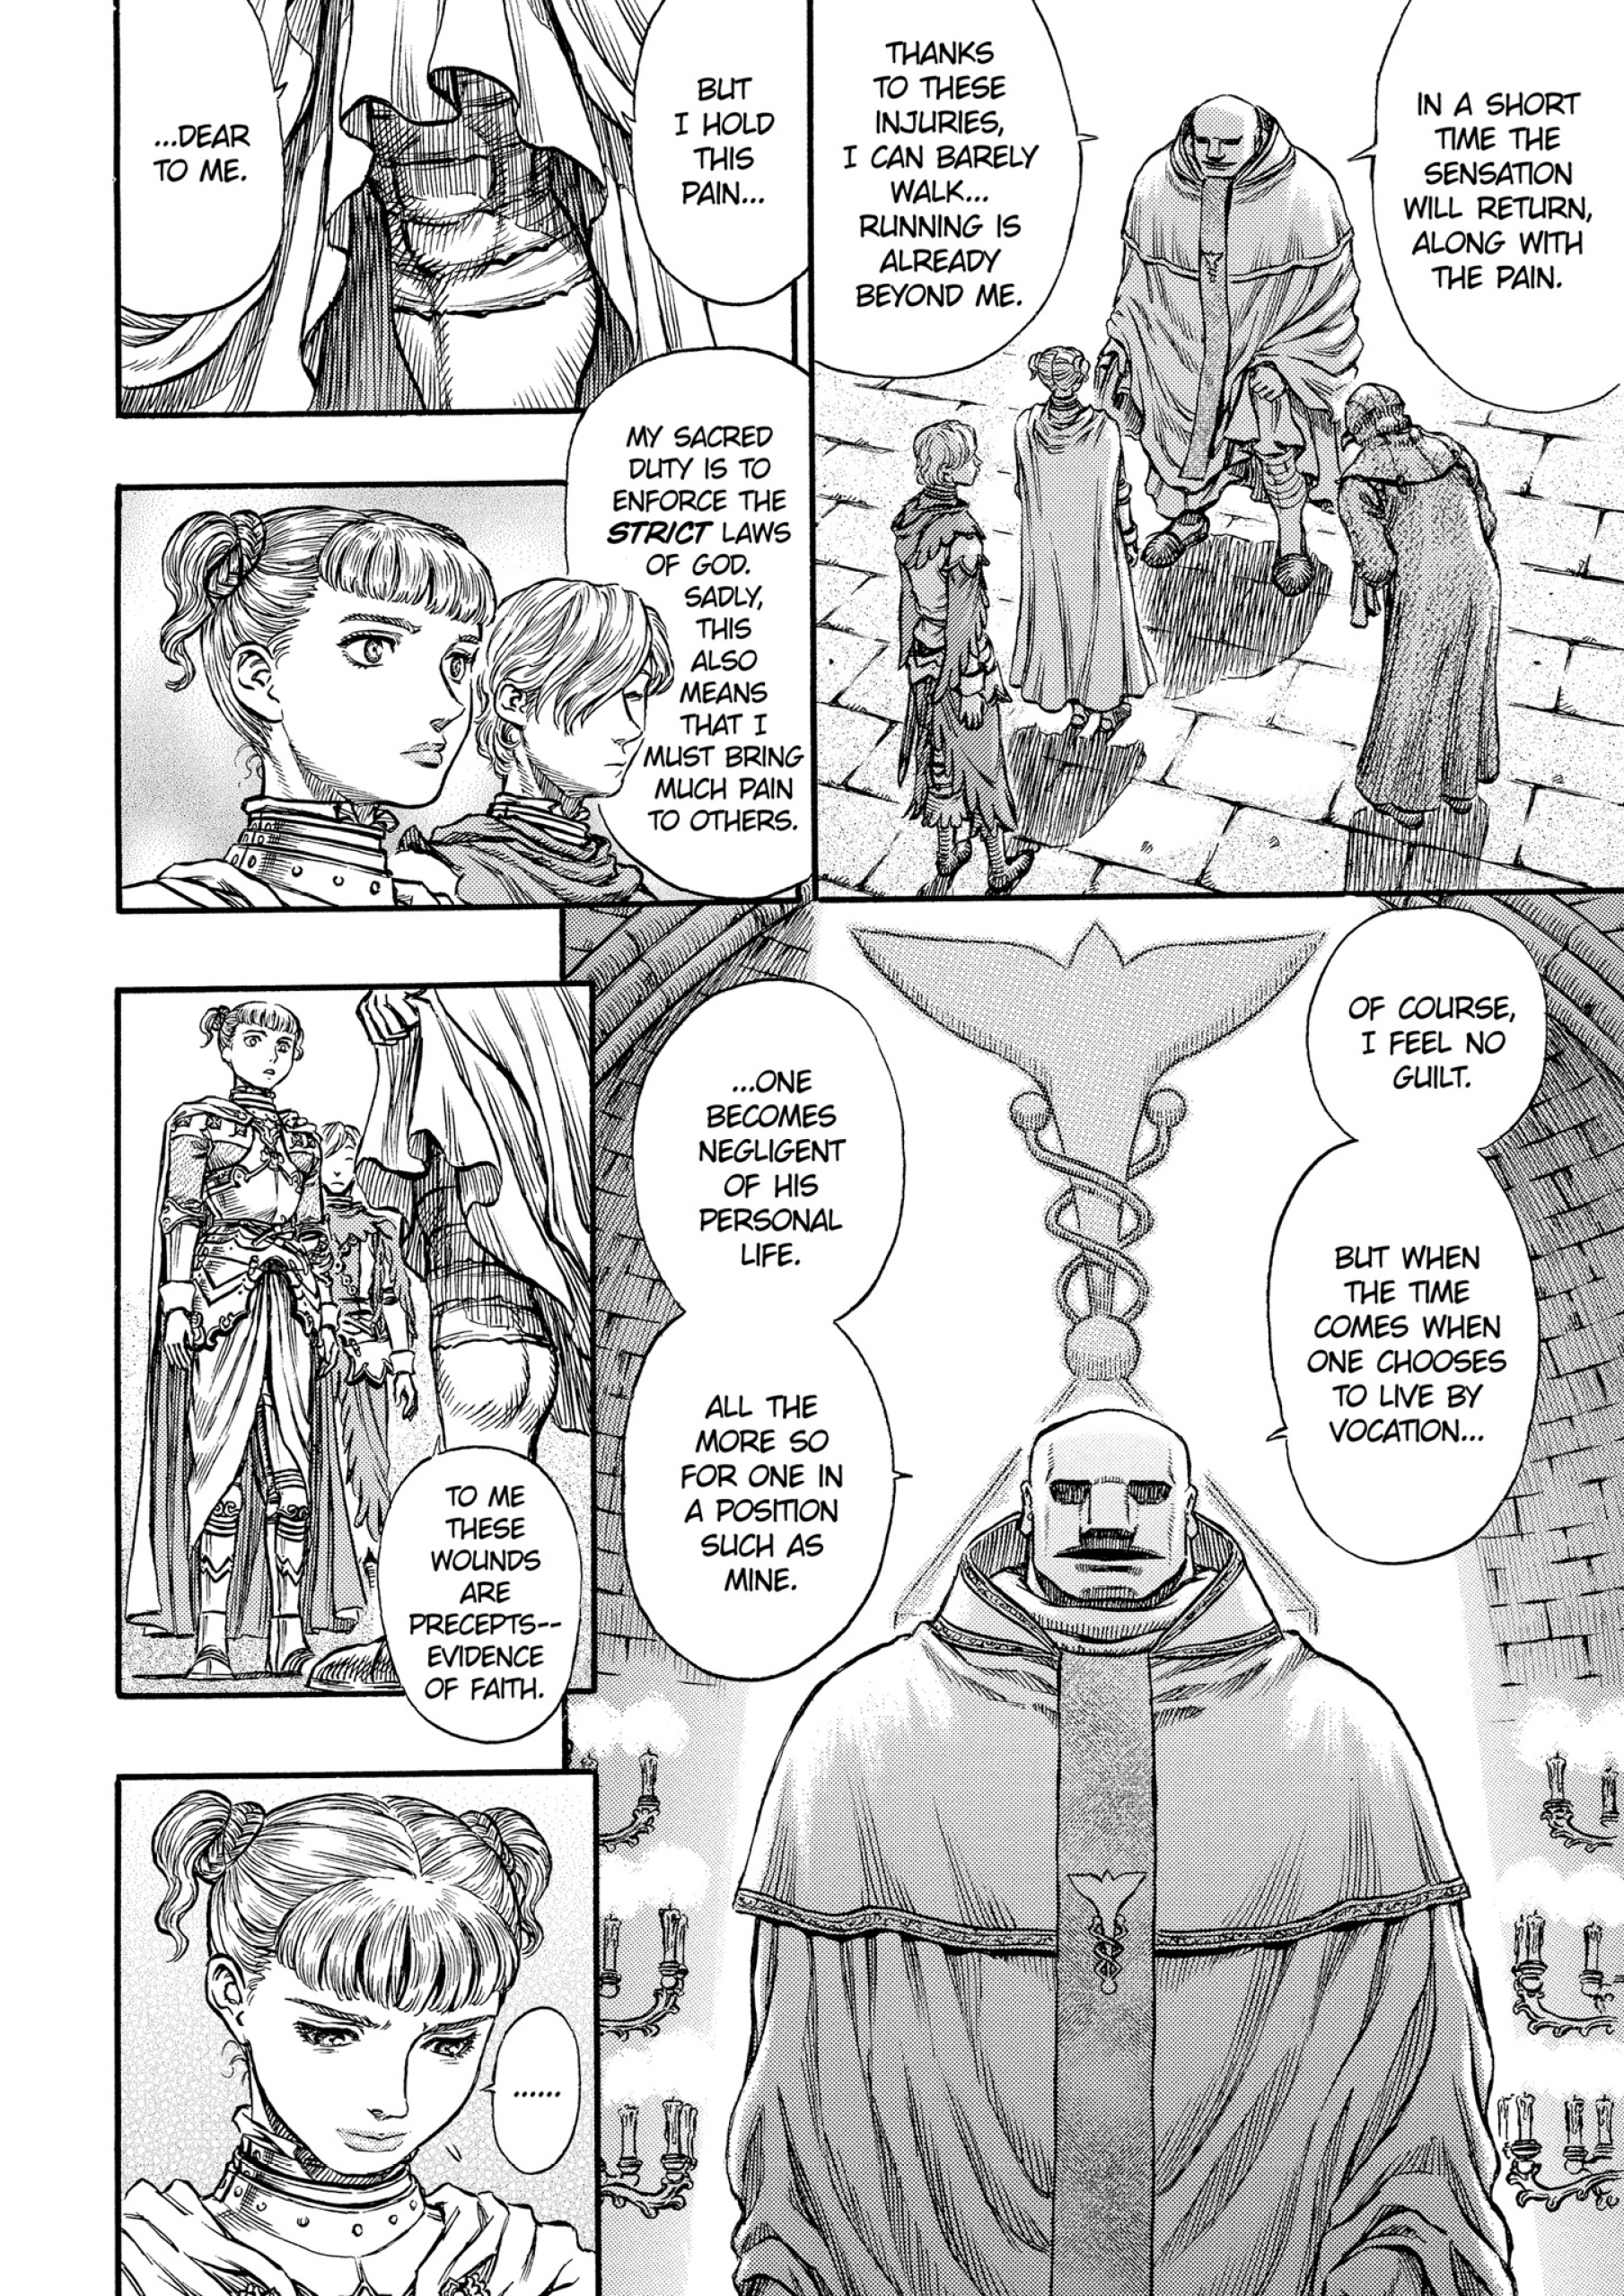 IN A SHORT
TIME THE
SENSATION
WILL RETURN,
ALONG WITH
THE PAIN.
THANKS
TO THESE
INJURIES,
I CAN BARELY
WALK...
RUNNING IS
ALREADY
BEYOND ME.
BUT
I HOLD
THIS
PAIN...
...DEAR
TO ME.
MY SACRED
DUTY IS TO
ENFORCE THE
STRICT LAWS
OF GOD.
SADLY,
THIS
ALSO
MEANS
THAT I
MUST BRING
MUCH PAIN
TO OTHERS.
OF COURSE,
I FEEL NO
GUILT.
BUT WHEN
THE TIME
COMES WHEN
ONE CHOOSES
TO LIVE BY
VOCATION...
...ONE
BECOMES
NEGLIGENT
OF HIS
PERSONAL
LIFE.
ALL THE
MORE SO
FOR ONE IN
A POSITION
SUCH AS
MINE.
TO ME
THESE
WOUNDS
ARE
PRECEPTS--
EVIDENCE
OF FAITH.
......